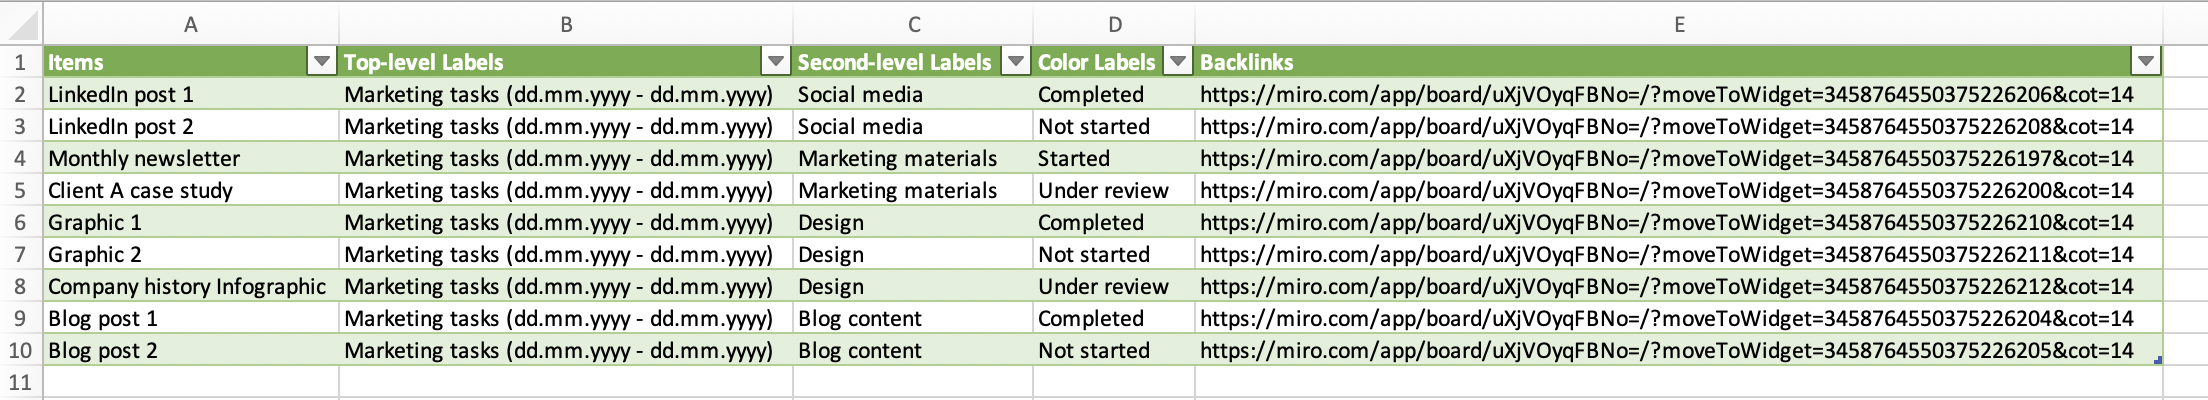 A B C D E
1 Items Top-level Labels Second-level Labels Color Labels Backlinks
2 LinkedIn post 1 Marketing tasks (dd.mm.yyyy - dd.mm.yyyy) Social media Completed https://miro.com/app/board/uXjVOyqFBNo=/?moveToWidget=3458764550375226206&cot=14
3 LinkedIn post 2 Marketing tasks (dd.mm.yyyy - dd.mm.yyyy) Social media Not started https://miro.com/app/board/uXjVOyqFBNo=/?moveToWidget=3458764550375226208&cot=14
4 Monthly newsletter Marketing tasks (dd.mm.yyyy - dd.mm.yyyy) Marketing materials Started https://miro.com/app/board/uXjVOyqFBNo=/?moveToWidget=3458764550375226197&cot=14
5 Client A case study Marketing tasks (dd.mm.yyyy - dd.mm.yyyy) Marketing materials Under review https://miro.com/app/board/uXjVOyqFBNo=/?moveToWidget=3458764550375226200&cot=14
6 Graphic 1 Marketing tasks (dd.mm.yyyy - dd.mm.yyyy) Design Completed https://miro.com/app/board/uXjVOyqFBNo=/?moveToWidget=3458764550375226210&cot=14
7 Graphic 2 Marketing tasks (dd.mm.yyyy - dd.mm.yyyy) Design Not started https://miro.com/app/board/uXjVOyqFBNo=/?moveToWidget=3458764550375226211&cot=14
8 Company history Infographic Marketing tasks (dd.mm.yyyy - dd.mm.yyyy) Design Under review https://miro.com/app/board/uXjVOyqFBNo=/?moveToWidget=3458764550375226212&cot=14
9 Blog post 1 Marketing tasks (dd.mm.yyyy - dd.mm.yyyy) Blog content Completed https://miro.com/app/board/uXjVOyqFBNo=/?moveToWidget=3458764550375226204&cot=14
10 Blog post 2 Marketing tasks (dd.mm.yyyy - dd.mm.yyyy) Blog content Not started https://miro.com/app/board/uXjVOyqFBNo=/?moveToWidget=3458764550375226205&cot=14
11